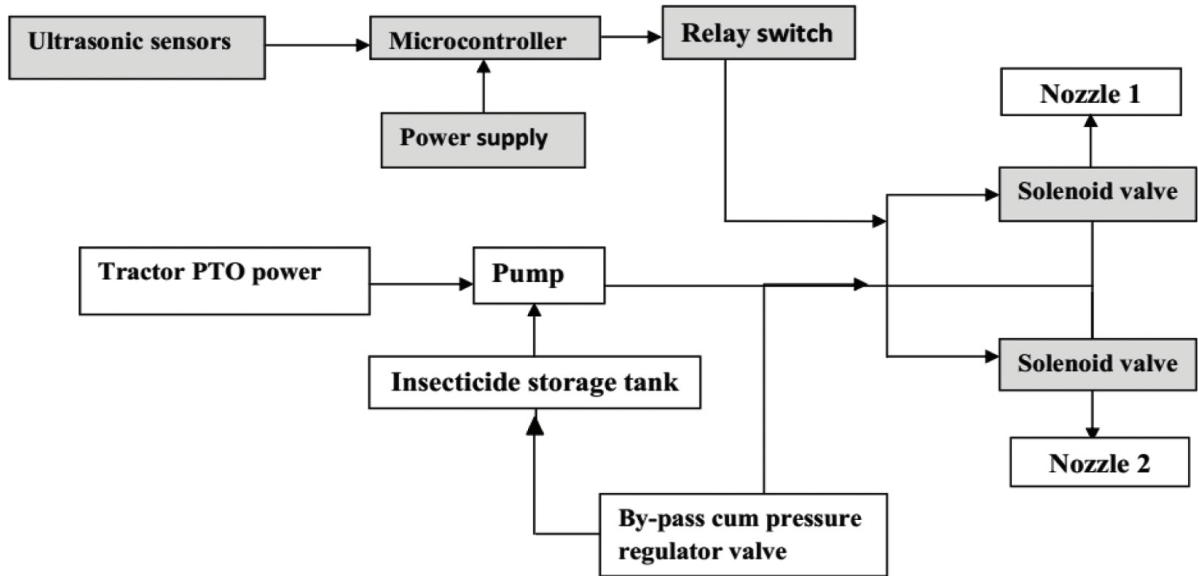 Ultrasonic sensors
Microcontroller
Relay switch
Nozzle 1
Power supply
Solenoid valve
Tractor PTO power
Pump
Solenoid valve
Insecticide storage tank
Nozzle 2
By-pass cum pressure
regulator valve